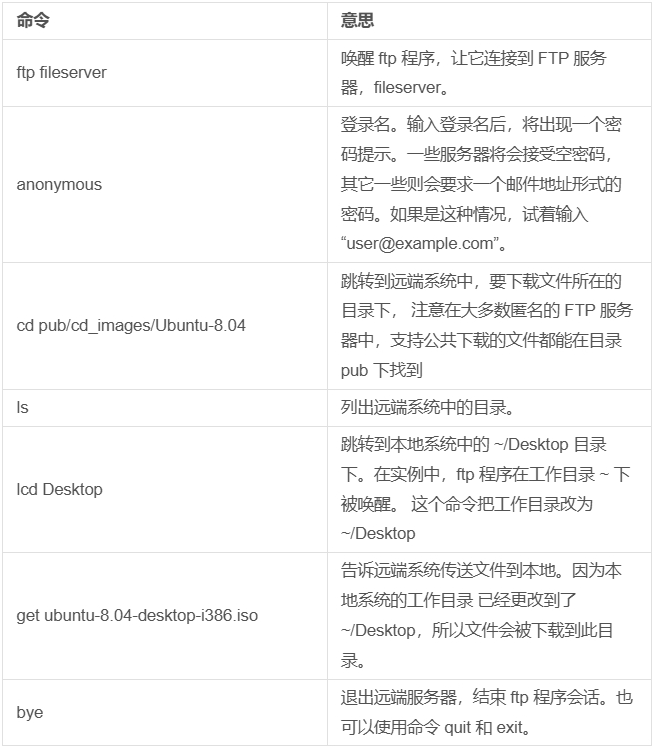 命令
意思
ftp fileserver
唤醒 ftp 程序，让它连接到 FTP 服务
器，fileserver。
anonymous
登录名。输入登录名后，将出现一个密
码提示。一些服务器将会接受空密码，
其它一些则会要求一个邮件地址形式的
密码。如果是这种情况，试着输入
“user@example.com”。
cd pub/cd_images/Ubuntu-8.04
跳转到远端系统中，要下载文件所在的
目录下， 注意在大多数匿名的 FTP 服务
器中，支持公共下载的文件都能在目录
pub 下找到
ls
列出远端系统中的目录。
lcd Desktop
跳转到本地系统中的 ~/Desktop 目录
下。在实例中，ftp 程序在工作目录 ~ 下
被唤醒。 这个命令把工作目录改为
~/Desktop
get ubuntu-8.04-desktop-i386.iso
告诉远端系统传送文件到本地。因为本
地系统的工作目录 已经更改到了
~/Desktop，所以文件会被下载到此目
录。
bye
退出远端服务器，结束 ftp 程序会话。也
可以使用命令 quit 和 exit。